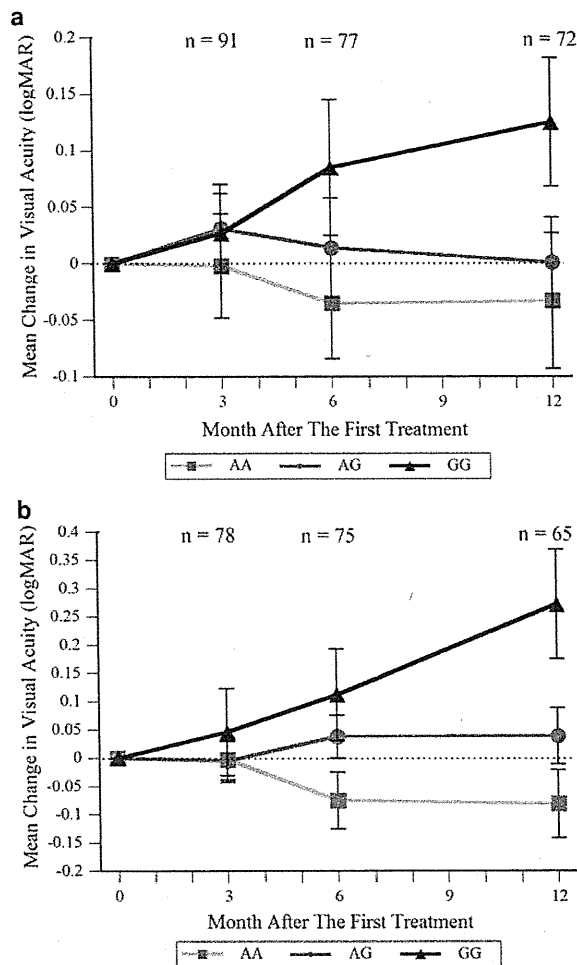 a
Mean Change in Visual Acuity (logMAR)
0.2
0.15
0.1
0.05
0
-0.05
-0.1
n = 91 n = 77 n = 72
0 3 6 9 12
Month After The First Treatment
AA AG GG
b
Mean Change in Visual Acuity (logMAR)
0.4
0.35
0.3
0.25
0.2
0.15
0.1
0.05
0
-0.05
-0.1
-0.15
-0.2
n = 78 n = 75 n = 65
0 3 6 9 12
Month After The First Treatment
AA AG GG